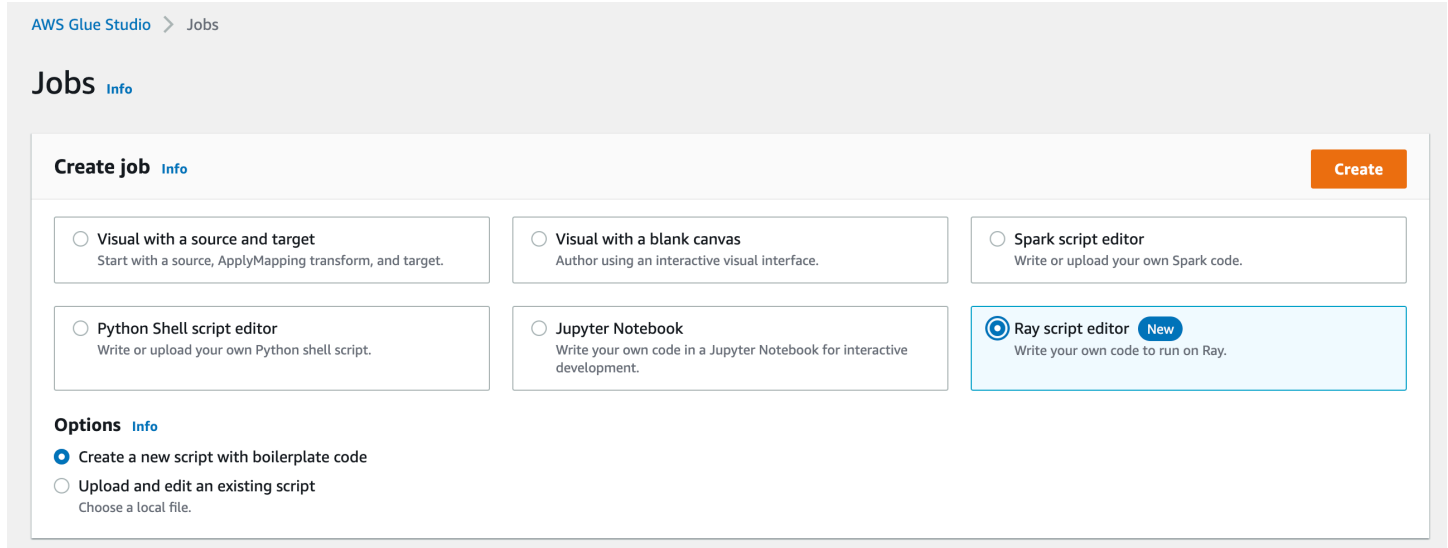 AWS Glue Studio > Jobs
Jobs Info
Create job Info
Create
Visual with a source and target
Start with a source, ApplyMapping transform, and target.
Visual with a blank canvas
Author using an interactive visual interface.
Spark script editor
Write or upload your own Spark code.
Python Shell script editor
Write or upload your own Python shell script.
Jupyter Notebook
Write your own code in a Jupyter Notebook for interactive
development.
Ray script editor New
Write your own code to run on Ray.
Options Info
Create a new script with boilerplate code
Upload and edit an existing script
Choose a local file.